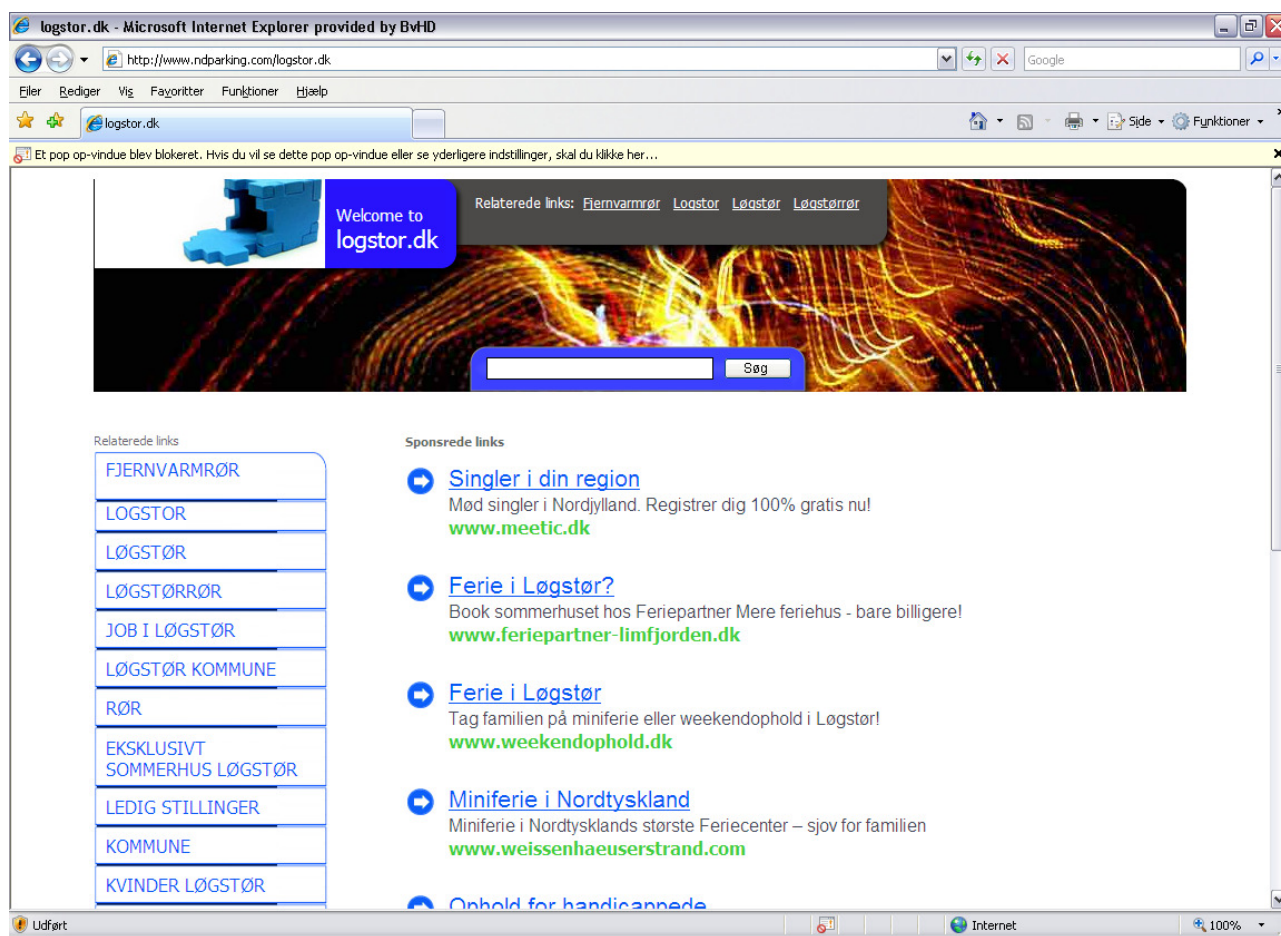 logstor.dk - Microsoft Internet Explorer provided by BvHD
http://www.ndparking.com/logstor.dk
Google
Filer Rediger Vis Favoritter Funktioner Hjælp
logstor.dk
Side Funktioner
Et pop op-vindue blev blokeret. Hvis du vil se dette pop op-vindue eller se yderligere indstillinger, skal du klikke her...
Welcome to
logstor.dk
Relaterede links: Fjernvarmrør Logstor Løgstør Løgstørrør
Søg
Relaterede links
FJERNVARMRØR
LOGSTOR
LØGSTØR
LØGSTØRRØR
JOB I LØGSTØR
LØGSTØR KOMMUNE
RØR
EKSKLUSIVT
SOMMERHUS LØGSTØR
LEDIG STILLINGER
KOMMUNE
KVINDER LØGSTØR
Sponsrede links
Singler i din region
Mød singler i Nordjylland. Registrer dig 100% gratis nu!
www.meetic.dk
Ferie i Løgstør?
Book sommerhuset hos Feriepartner Mere feriehus - bare billigere!
www.feriepartner-limfjorden.dk
Ferie i Løgstør
Tag familien på miniferie eller weekendophold i Løgstør!
www.weekendophold.dk
Miniferie i Nordtyskland
Miniferie i Nordtysklands største Feriecenter – sjov for familien
www.weissenhaeuserstrand.com
Ophold for handicappede
Udført
Internet
100%